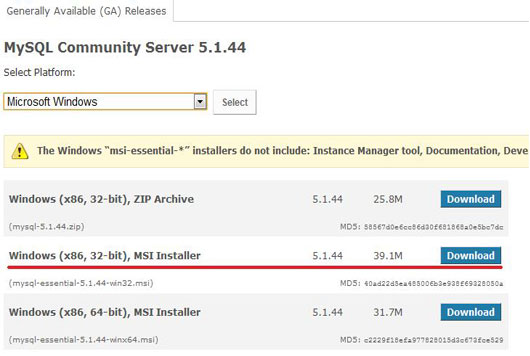 Generally Available (GA) Releases
MySQL Community Server 5.1.44
Select Platform:
Microsoft Windows Select
The Windows "msi-essential-*" installers do not include: Instance Manager tool, Documentation, Deve
Windows (x86, 32-bit), ZIP Archive 5.1.44 25.8M Download
(mysql-5.1.44.zip) MD5:
Windows (x86, 32-bit), MSI Installer 5.1.44 39.1M Download
(mysql-essential-5.1.44-win32.msi) MD5:
Windows (x86, 64-bit), MSI Installer 5.1.44 31.7M Download
(mysql-essential-5.1.44-winx64.msi) MD5: